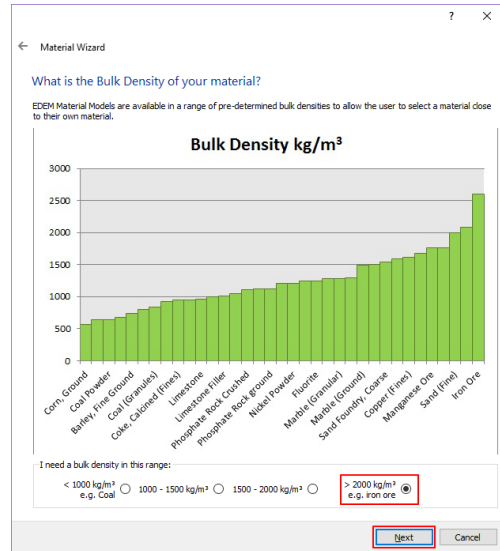 ? ×
← Material Wizard
What is the Bulk Density of your material?
EDEM Material Models are available in a range of pre-determined bulk densities to allow the user to select a material close
to their own material.
Bulk Density kg/m³
3000
2500
2000
1500
1000
500
0
Corn, Ground
Coal Powder
Barley, Fine Ground
Coal (Granules)
Coke, Calcined (Fines)
Limestone
Limestone Filler
Phosphate Rock Crushed
Phosphate Rock ground
Nickel Powder
Fluorite
Marble (Granular)
Marble (Ground)
Sand Foundry, Coarse
Copper (Fines)
Manganese Ore
Sand (Fine)
Iron Ore
I need a bulk density in this range:
< 1000 kg/m³
e.g. Coal
1000 - 1500 kg/m³
1500 - 2000 kg/m³
> 2000 kg/m³
e.g. iron ore
Next
Cancel